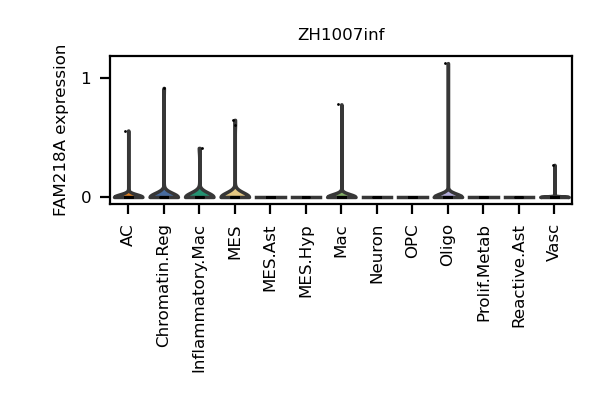 ZH1007inf
FAM218A expression
1
0
AC
Chromatin.Reg
Inflammatory.Mac
MES
MES.Ast
MES.Hyp
Mac
Neuron
OPC
Oligo
Prolif.Metab
Reactive.Ast
Vasc